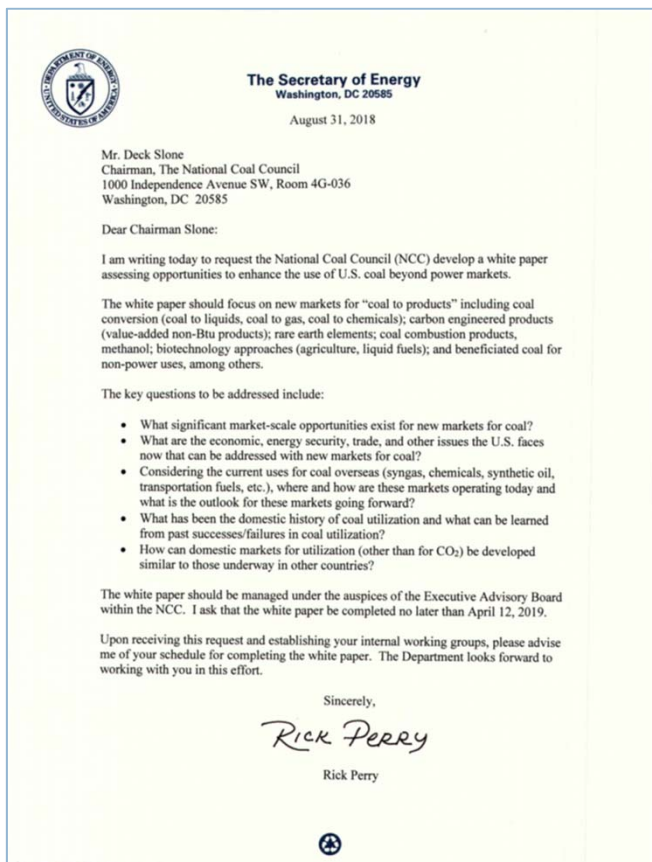 DEPARTMENT OF ENERGY
UNITED STATES OF AMERICA
The Secretary of Energy
Washington, DC 20585
August 31, 2018
Mr. Deck Slone
Chairman, The National Coal Council
1000 Independence Avenue SW, Room 4G-036
Washington, DC 20585
Dear Chairman Slone:
I am writing today to request the National Coal Council (NCC) develop a white paper
assessing opportunities to enhance the use of U.S. coal beyond power markets.
The white paper should focus on new markets for “coal to products” including coal
conversion (coal to liquids, coal to gas, coal to chemicals); carbon engineered products
(value-added non-Btu products); rare earth elements; coal combustion products,
methanol; biotechnology approaches (agriculture, liquid fuels); and beneficiated coal for
non-power uses, among others.
The key questions to be addressed include:
• What significant market-scale opportunities exist for new markets for coal?
• What are the economic, energy security, trade, and other issues the U.S. faces
now that can be addressed with new markets for coal?
• Considering the current uses for coal overseas (syngas, chemicals, synthetic oil,
transportation fuels, etc.), where and how are these markets operating today and
what is the outlook for these markets going forward?
• What has been the domestic history of coal utilization and what can be learned
from past successes/failures in coal utilization?
• How can domestic markets for utilization (other than for CO₂) be developed
similar to those underway in other countries?
The white paper should be managed under the auspices of the Executive Advisory Board
within the NCC. I ask that the white paper be completed no later than April 12, 2019.
Upon receiving this request and establishing your internal working groups, please advise
me of your schedule for completing the white paper. The Department looks forward to
working with you in this effort.
Sincerely,
RICK PERRY
Rick Perry